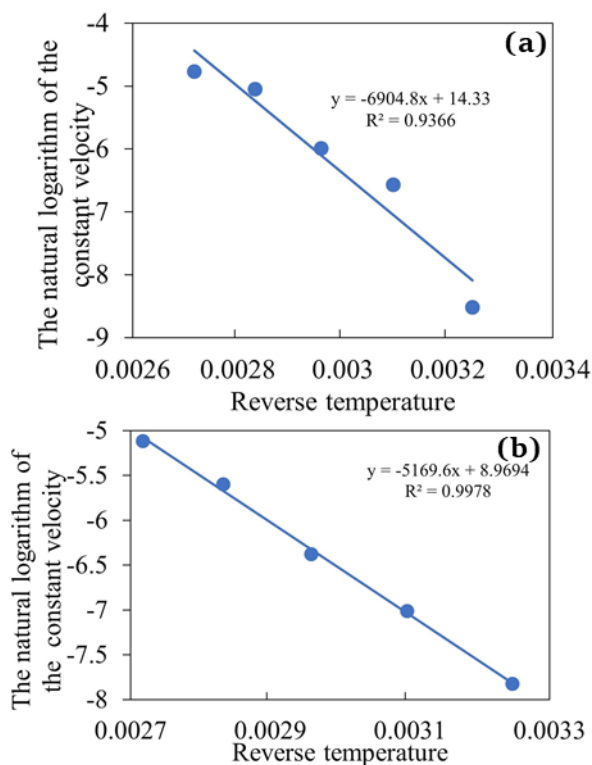 (a)
-4
-5
-6
-7
-8
-9
The natural logarithm of the
constant velocity
y = -6904.8x + 14.33
R² = 0.9366
0.0026 0.0028 0.003 0.0032 0.0034
Reverse temperature
(b)
-5
-5.5
-6
-6.5
-7
-7.5
-8
The natural logarithm of
the constant velocity
y = -5169.6x + 8.9694
R² = 0.9978
0.0027 0.0029 0.0031 0.0033
Reverse temperature